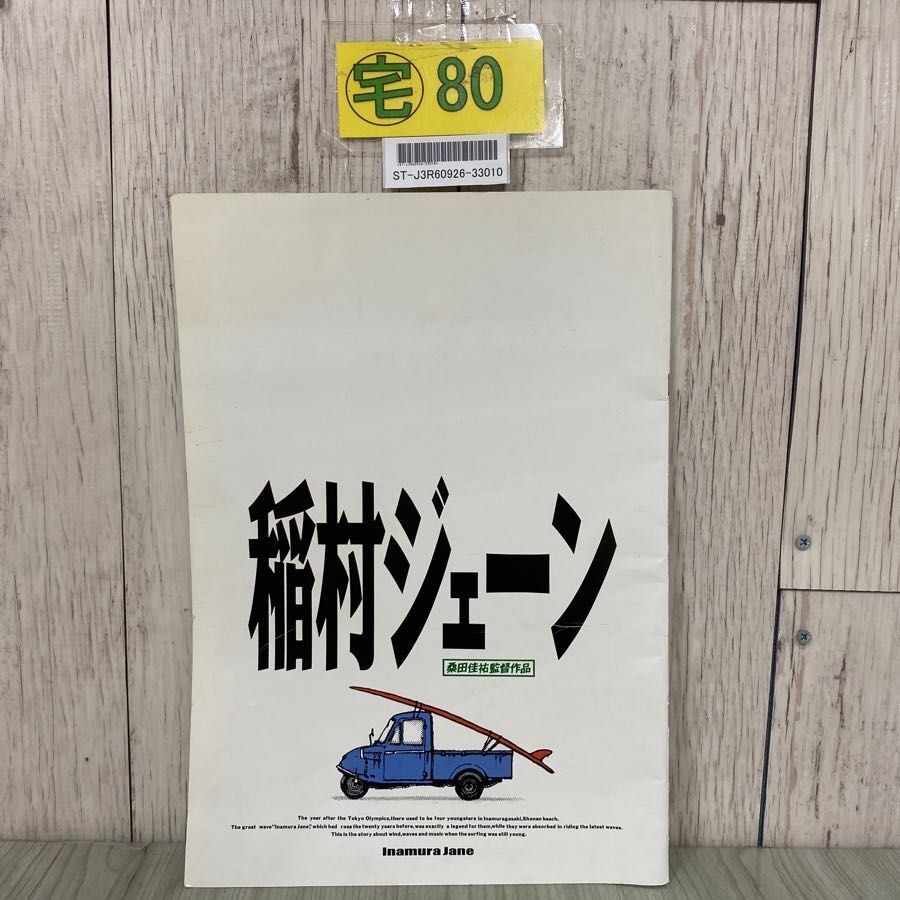 宅 80
ST-J3R60926-33010
稲村ジェーン
桑田佳祐監督作品
The year after the Tokyo Olympics,there used to be four youngsters in Inamuragasaki,Shonan beach.
The great wave"Inamura Jane",which had rose the twenty years before,was exactly a legend for them,while they were absorbed in riding the latest waves.
This is the story about wind,waves and music when the surfing was still young.
Inamura Jane